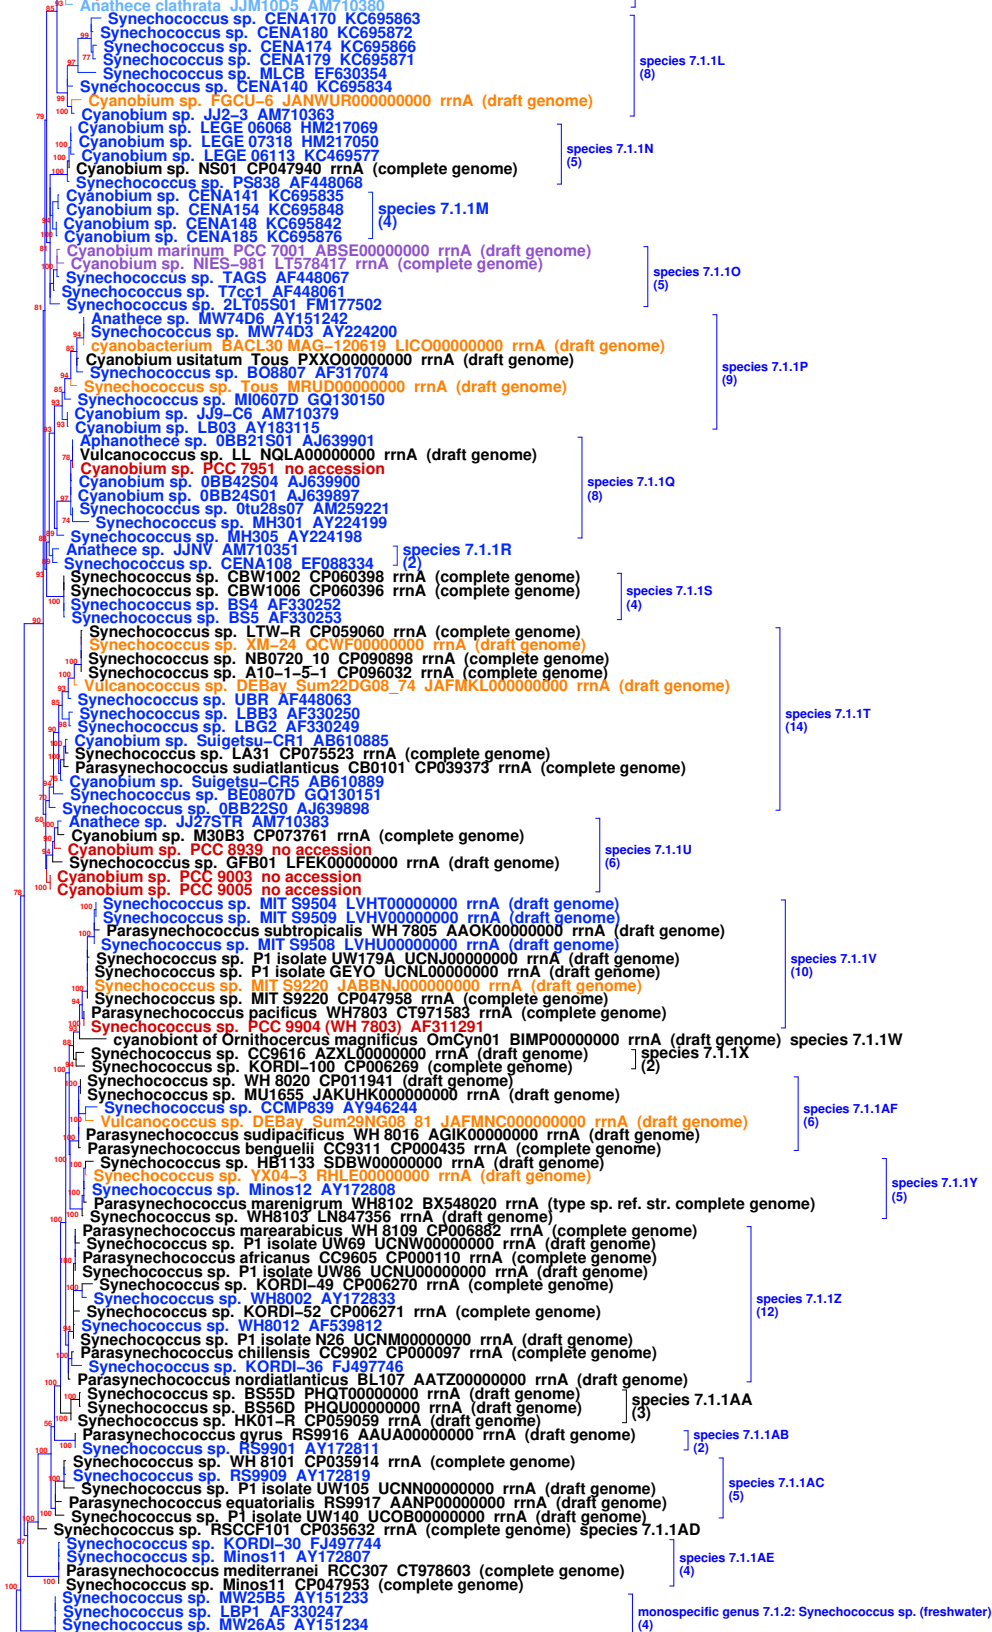 Anathece clathrata JJM10D5 AM710380
Synechococcus sp. CENA170 KC695863
Synechococcus sp. CENA180 KC695872
Synechococcus sp. CENA174 KC695866
Synechococcus sp. CENA179 KC695871
species 7.1.1L
(8)
Synechococcus sp. MLCB EF630354
Synechococcus sp. CENA140 KC695834
Cyanobium sp. FGCU-6 JANWUR000000000 rrnA (draft genome)
Cyanobium sp. JJ2-3 AM710363
Cyanobium sp. LEGE 06068 HM217069
Cyanobium sp. LEGE 07318 HM217050
species 7.1.1N
(5)
Cyanobium sp. LEGE 06113 KC469577
Cyanobium sp. NS01 CP047940 rrnA (complete genome)
Synechococcus sp. PS838 AF448068
Cyanobium sp. CENA141 KC695835
Cyanobium sp. CENA154 KC695848 species 7.1.1M
Cyanobium sp. CENA148 KC695842 (4)
Cyanobium sp. CENA185 KC695876
Cyanobium marinum PCC 7001 ABSE00000000 rrnA (draft genome)
Cyanobium sp. NIES-981 LT578417 rrnA (complete genome)
species 7.1.1O
(5)
Synechococcus sp. TAGS AF448067
Synechococcus sp. T7cc1 AF448061
Synechococcus sp. 2LT05S01 FM177502
Anathece sp. MW74D6 AY151242
Synechococcus sp. MW74D3 AY224200
cyanobacterium BACL30 MAG-120619 LICO00000000 rrnA (draft genome)
Cyanobium usitatum Tous PXXO00000000 rrnA (draft genome)
species 7.1.1P
(9)
Synechococcus sp. BO8807 AF317074
Synechococcus sp. Tous MRUD00000000 rrnA (draft genome)
Synechococcus sp. MI0607D GQ130150
Cyanobium sp. JJ9-C6 AM710379
Cyanobium sp. LB03 AY183115
Aphanothece sp. 0BB21S01 AJ639901
Vulcanococcus sp. LL NQLA00000000 rrnA (draft genome)
Cyanobium sp. PCC 7951 no accession
Cyanobium sp. 0BB42S04 AJ639900
species 7.1.1Q
(8)
Cyanobium sp. 0BB24S01 AJ639897
Synechococcus sp. 0tu28s07 AM259221
Synechococcus sp. MH301 AY224199
Synechococcus sp. MH305 AY224198
Anathece sp. JJNV AM710351 species 7.1.1R
Synechococcus sp. CENA108 EF088334 (2)
Synechococcus sp. CBW1002 CP060398 rrnA (complete genome)
Synechococcus sp. CBW1006 CP060396 rrnA (complete genome) species 7.1.1S
Synechococcus sp. BS4 AF330252 (4)
Synechococcus sp. BS5 AF330253
Synechococcus sp. LTW-R CP059060 rrnA (complete genome)
Synechococcus sp. XM-24 QCWF00000000 rrnA (draft genome)
Synechococcus sp. NB0720_10 CP090898 rrnA (complete genome)
Synechococcus sp. A10-1-5-1 CP096032 rrnA (complete genome)
Vulcanococcus sp. DEBay_Sum22DG08_74 JAFMKL000000000 rrnA (draft genome)
Synechococcus sp. UBR AF448063
Synechococcus sp. LBB3 AF330250 species 7.1.1T
Synechococcus sp. LBG2 AF330249 (14)
Cyanobium sp. Suigetsu-CR1 AB610885
Synechococcus sp. LA31 CP075523 rrnA (complete genome)
Parasynechococcus sudiatlanticus CB0101 CP039373 rrnA (complete genome)
Cyanobium sp. Suigetsu-CR5 AB610889
Synechococcus sp. BE0807D GQ130151
Synechococcus sp. 0BB22S0 AJ639898
Anathece sp. JJ27STR AM710383
Cyanobium sp. M30B3 CP073761 rrnA (complete genome)
Cyanobium sp. PCC 8939 no accession species 7.1.1U
Synechococcus sp. GFB01 LFEK00000000 rrnA (draft genome) (6)
Cyanobium sp. PCC 9003 no accession
Cyanobium sp. PCC 9005 no accession
Synechococcus sp. MIT S9504 LVHT00000000 rrnA (draft genome)
Synechococcus sp. MIT S9509 LVHV00000000 rrnA (draft genome)
Parasynechococcus subtropicalis WH 7805 AAOK00000000 rrnA (draft genome)
Synechococcus sp. MIT S9508 LVHU00000000 rrnA (draft genome)
Synechococcus sp. P1 isolate UW179A UCNJ00000000 rrnA (draft genome) species 7.1.1V
Synechococcus sp. P1 isolate GEYO UCNL00000000 rrnA (draft genome) (10)
Synechococcus sp. MIT S9220 JABBNJ000000000 rrnA (draft genome)
Synechococcus sp. MIT S9220 CP047958 rrnA (complete genome)
Parasynechococcus pacificus WH7803 CT971583 rrnA (complete genome)
Synechococcus sp. PCC 9904 (WH 7803) AF311291
cyanobiont of Ornithocercus magnificus OmCyn01 BIMP00000000 rrnA (draft genome) species 7.1.1W
Synechococcus sp. CC9616 AZXL00000000 rrnA (draft genome) species 7.1.1X
Synechococcus sp. KORDI-100 CP006269 rrnA (complete genome) (2)
Synechococcus sp. WH 8020 CP011941 rrnA (draft genome)
Synechococcus sp. MU1655 JAKUHK000000000 rrnA (draft genome)
Synechococcus sp. CCMP839 AY946244 species 7.1.1AF
Vulcanococcus sp. DEBay_Sum29NG08_81 JAFMNC000000000 rrnA (draft genome) (6)
Parasynechococcus sudipacificus WH 8016 AGIK00000000 rrnA (draft genome)
Parasynechococcus benguelii CC9311 CP000435 rrnA (draft genome)
Synechococcus sp. HB1133 SDBW00000000 rrnA (draft genome)
Synechococcus sp. YX04-3 RHLE00000000 rrnA (draft genome) species 7.1.1Y
Synechococcus sp. Minos12 AY172808 (5)
Parasynechococcus marenigrum WH8102 BX548020 rrnA (type sp. ref. str. complete genome)
Synechococcus sp. WH8103 LN847356 rrnA (draft genome)
Parasynechococcus marearabicus WH 8109 CP006882 rrnA (complete genome)
Synechococcus sp. P1 isolate UW69 UCNW00000000 rrnA (draft genome)
Parasynechococcus africanus CC9605 CP000110 rrnA (complete genome)
Synechococcus sp. P1 isolate UW86 UCNU00000000 rrnA (draft genome)
Synechococcus sp. KORDI-49 CP006270 rrnA (complete genome)
Synechococcus sp. WH8002 AY172833 species 7.1.1Z
Synechococcus sp. KORDI-52 CP006271 rrnA (complete genome) (12)
Synechococcus sp. WH8012 AF539812
Synechococcus sp. P1 isolate N26 UCNM00000000 rrnA (draft genome)
Parasynechococcus chillensis CC9902 CP000097 rrnA (complete genome)
Synechococcus sp. KORDI-36 FJ497746
Parasynechococcus nordiatlanticus BL107 AATZ00000000 rrnA (draft genome)
Synechococcus sp. BS55D PHQT00000000 rrnA (draft genome) species 7.1.1AA
Synechococcus sp. BS56D PHQU00000000 rrnA (draft genome) (3)
Synechococcus sp. HK01-R CP059059 rrnA (draft genome)
Parasynechococcus gyrus RS9916 AAUA00000000 rrnA (draft genome) species 7.1.1AB
Synechococcus sp. RS9901 AY172811 (2)
Synechococcus sp. WH 8101 CP035914 rrnA (complete genome)
Synechococcus sp. RS9909 AY172819
Synechococcus sp. P1 isolate UW105 UCNN00000000 rrnA (draft genome) species 7.1.1AC
Parasynechococcus equatorialis RS9917 AANP00000000 rrnA (draft genome) (5)
Synechococcus sp. P1 isolate UW140 UCOB00000000 rrnA (draft genome)
Synechococcus sp. RSCCF101 CP035632 rrnA (complete genome) species 7.1.1AD
Synechococcus sp. KORDI-30 FJ497744
Synechococcus sp. Minos11 AY172807 species 7.1.1AE
Parasynechococcus mediterranei RCC307 CT978603 (complete genome) (4)
Synechococcus sp. Minos11 CP047953 (complete genome)
Synechococcus sp. MW25B5 AY151233
Synechococcus sp. LBP1 AF330247 monospecific genus 7.1.2: Synechococcus sp. (freshwater)
Synechococcus sp. MW26A5 AY151234 (4)